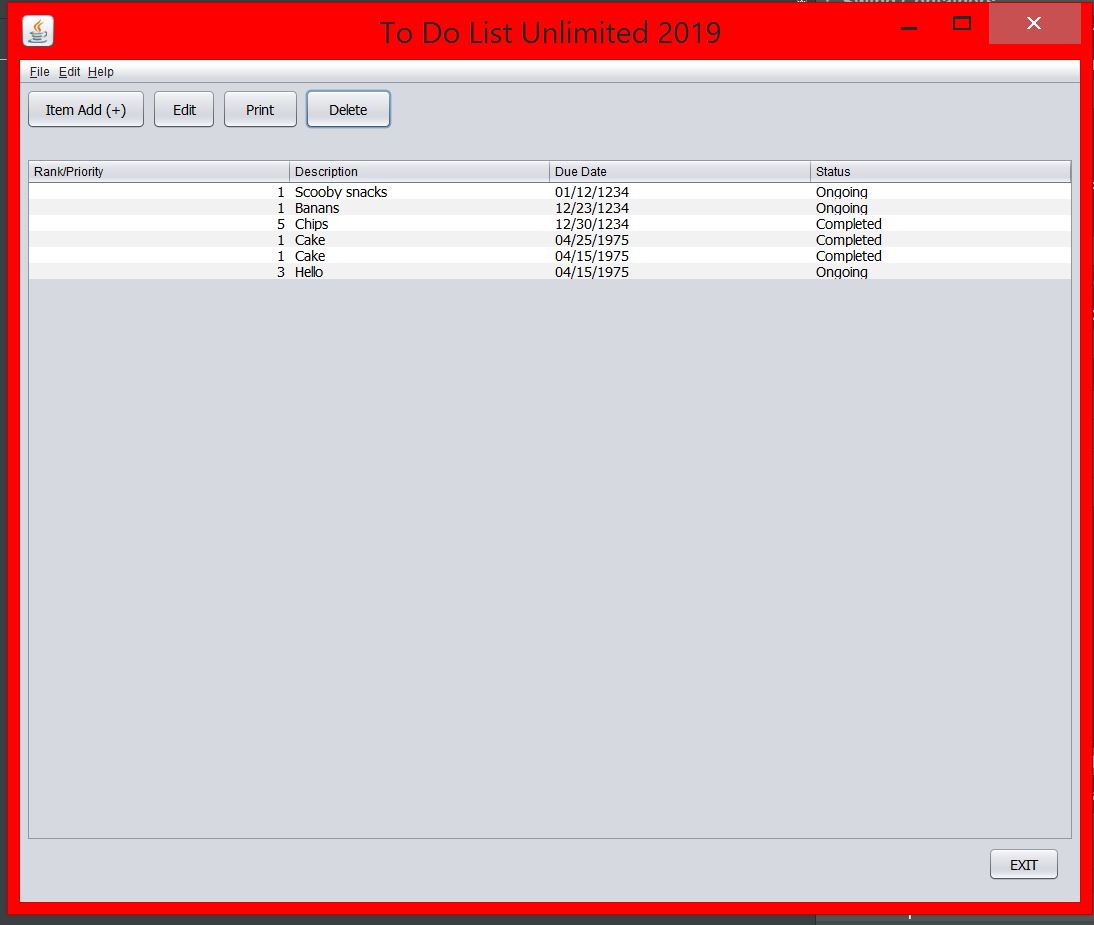 To Do List Unlimited 2019
File Edit Help
Item Add (+) Edit Print Delete
Rank/Priority Description Due Date Status
1 Scooby snacks 01/12/1234 Ongoing
1 Banans 12/23/1234 Ongoing
5 Chips 12/30/1234 Completed
1 Cake 04/25/1975 Completed
1 Cake 04/15/1975 Completed
3 Hello 04/15/1975 Ongoing
EXIT